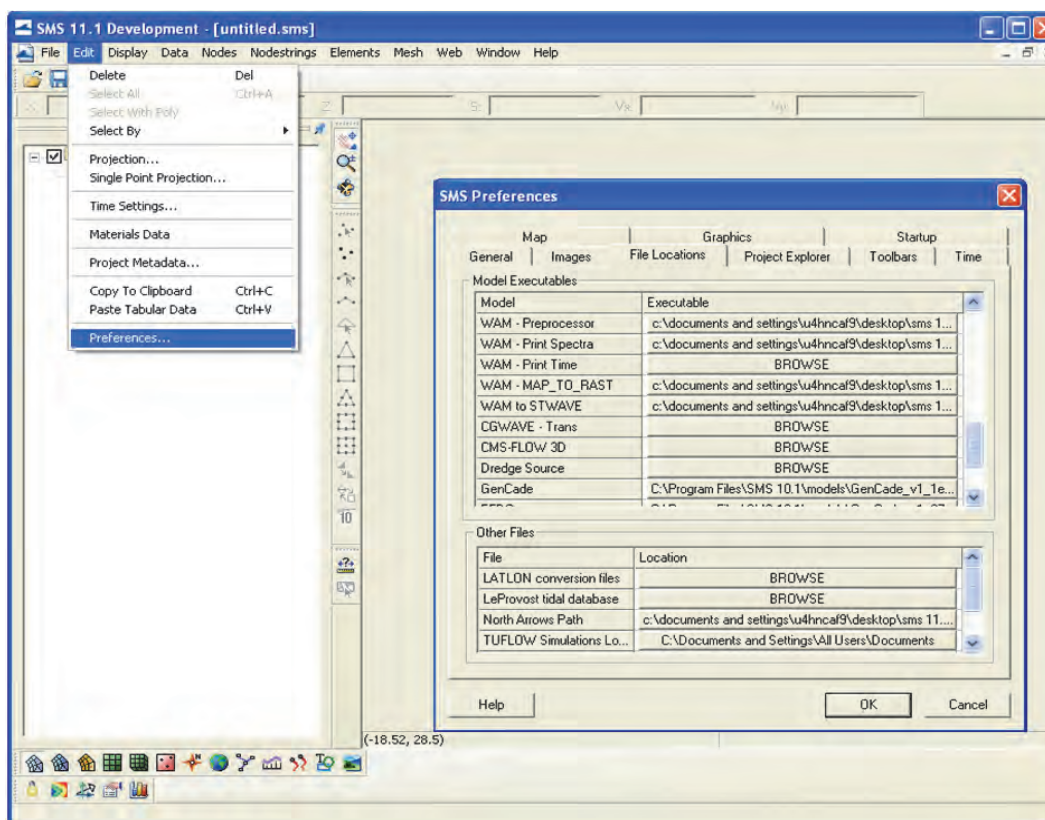 SMS 11.1 Development - [untitled.sms]
File Edit Display Data Nodes Nodestrings Elements Mesh Web Window Help
Delete Del
Select All Ctrl+A
Select With Poly
Select By
Projection...
Single Point Projection...
Time Settings...
Materials Data
Project Metadata...
Copy To Clipboard Ctrl+C
Paste Tabular Data Ctrl+V
Preferences...
Z:
S:
Vx:
10
SMS Preferences
Map Graphics Startup
General Images File Locations Project Explorer Toolbars Time
Model Executables
Model Executable
WAM - Preprocessor c:\documents and settings\u4hncaf9\desktop\sms 1...
WAM - Print Spectra c:\documents and settings\u4hncaf9\desktop\sms 1...
WAM - Print Time BROWSE
WAM - MAP_TO_RAST c:\documents and settings\u4hncaf9\desktop\sms 1...
WAM to STWAVE c:\documents and settings\u4hncaf9\desktop\sms 1...
CGWAVE - Trans BROWSE
CMS-FLOW 3D BROWSE
Dredge Source BROWSE
GenCade C:\Program Files\SMS 10.1\models\GenCade_v1_1e...
Other Files
File Location
LATLON conversion files BROWSE
LeProvost tidal database BROWSE
North Arrows Path c:\documents and settings\u4hncaf9\desktop\sms 11....
TUFLOW Simulations Lo... C:\Documents and Settings\All Users\Documents
Help OK Cancel
(-18.52, 28.5)